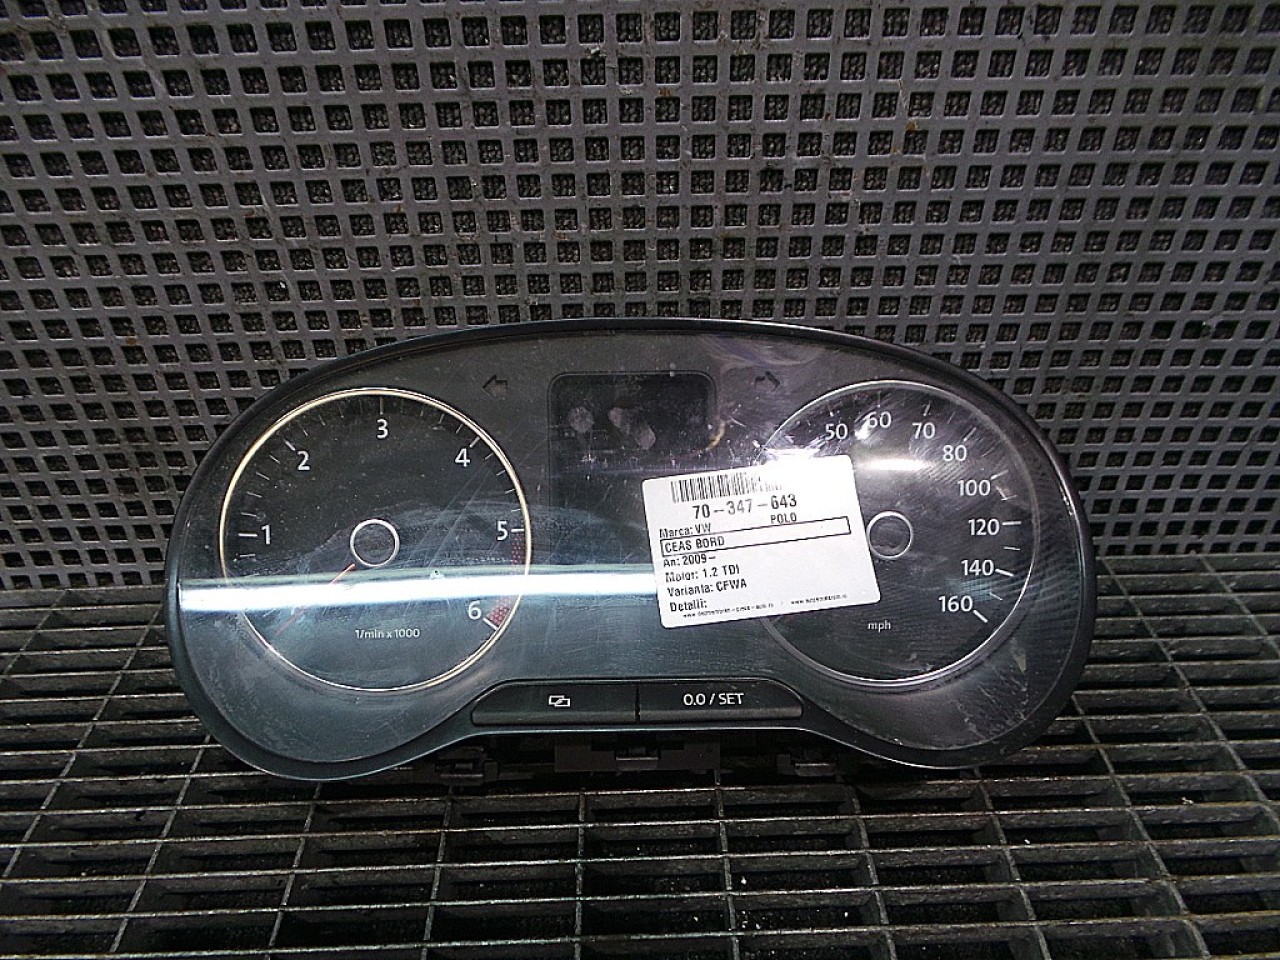 3
2
4
1
5
6
1/min x 1000
50
60
70
80
100
120
140
160
mph
70-347-643
Marca: VW POLO
CEAS BORD
An: 2009-
Motor: 1.2 TDI
Varianta: CFWA
Detalii:
0.0 / SET